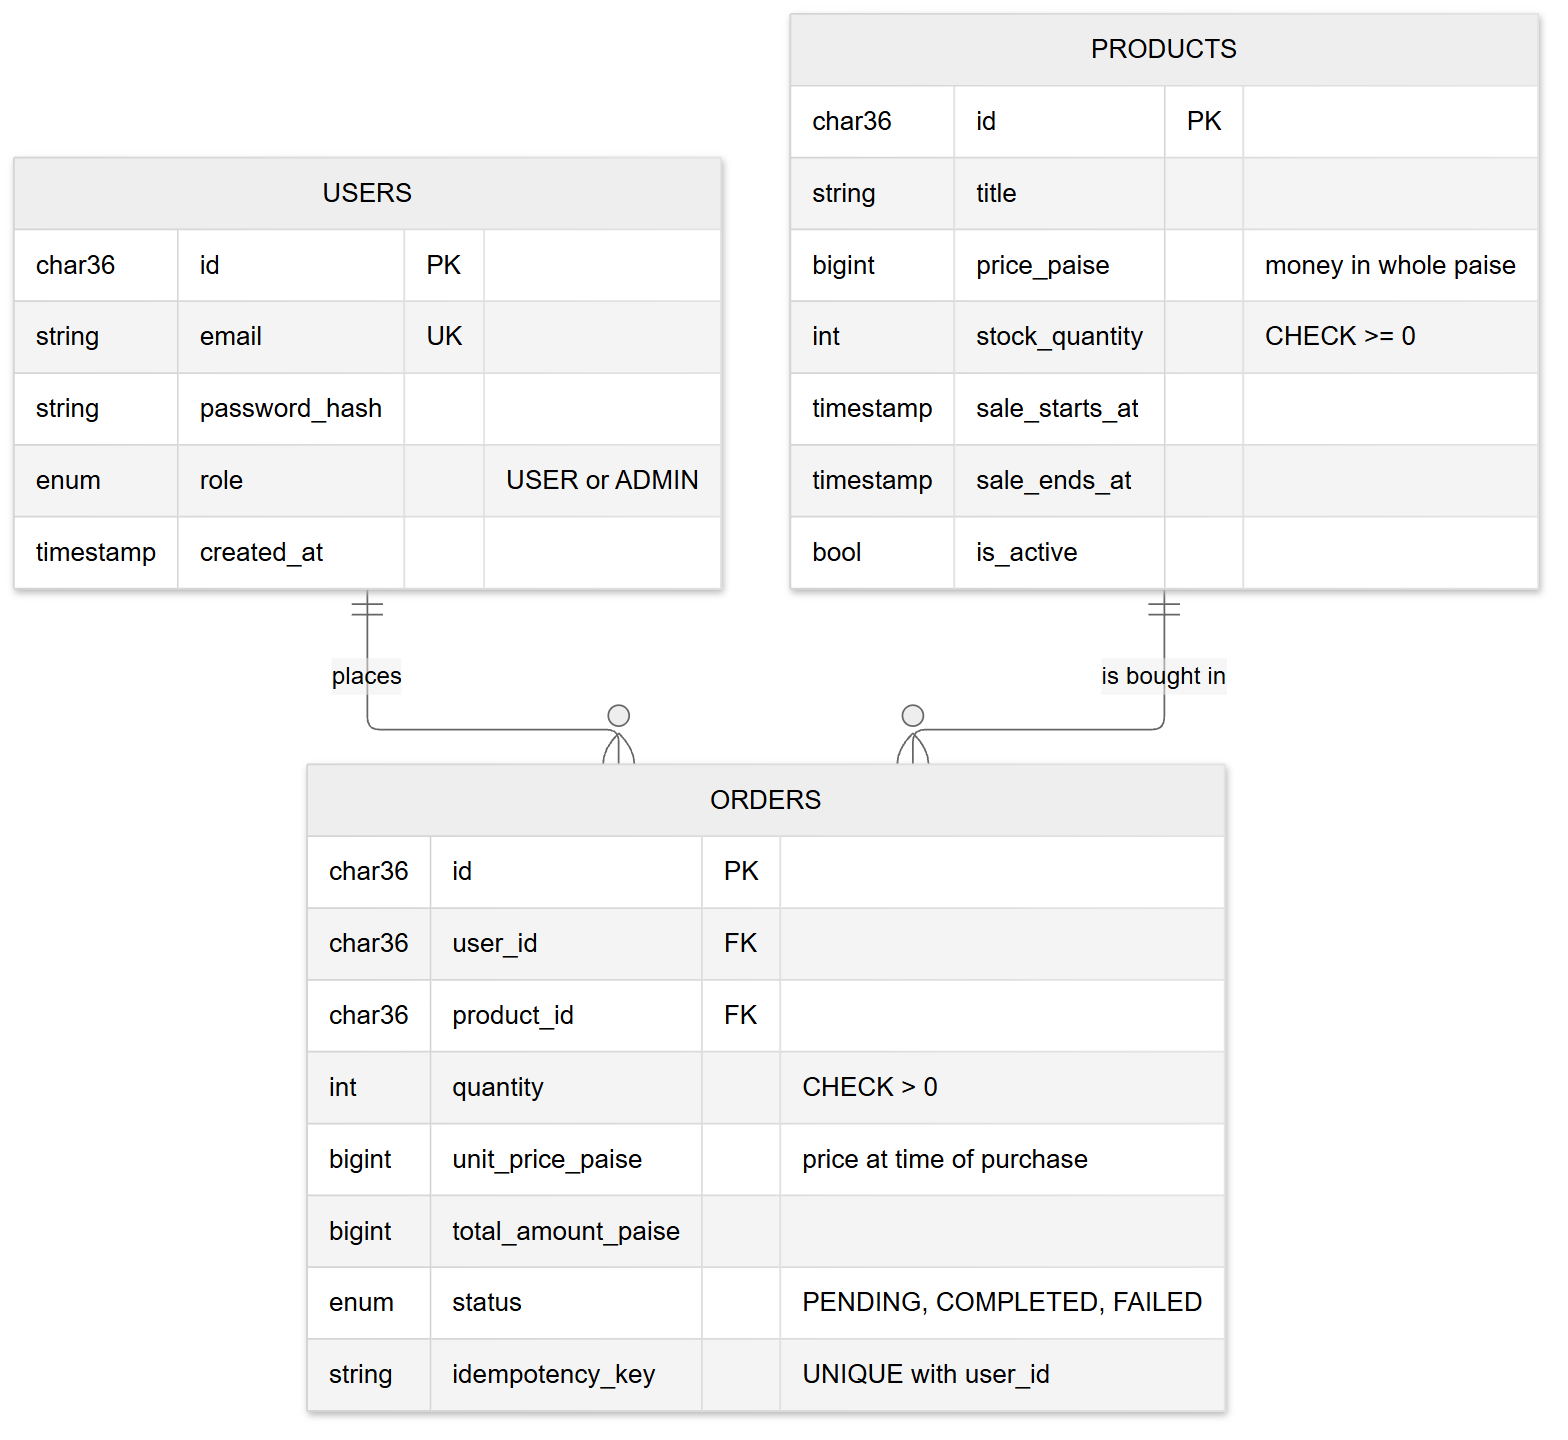 PRODUCTS
char36 id PK
string title
bigint price_paise money in whole paise
int stock_quantity CHECK >= 0
timestamp sale_starts_at
timestamp sale_ends_at
bool is_active
USERS
char36 id PK
string email UK
string password_hash
enum role USER or ADMIN
timestamp created_at
places
is bought in
ORDERS
char36 id PK
char36 user_id FK
char36 product_id FK
int quantity CHECK > 0
bigint unit_price_paise price at time of purchase
bigint total_amount_paise
enum status PENDING, COMPLETED, FAILED
string idempotency_key UNIQUE with user_id